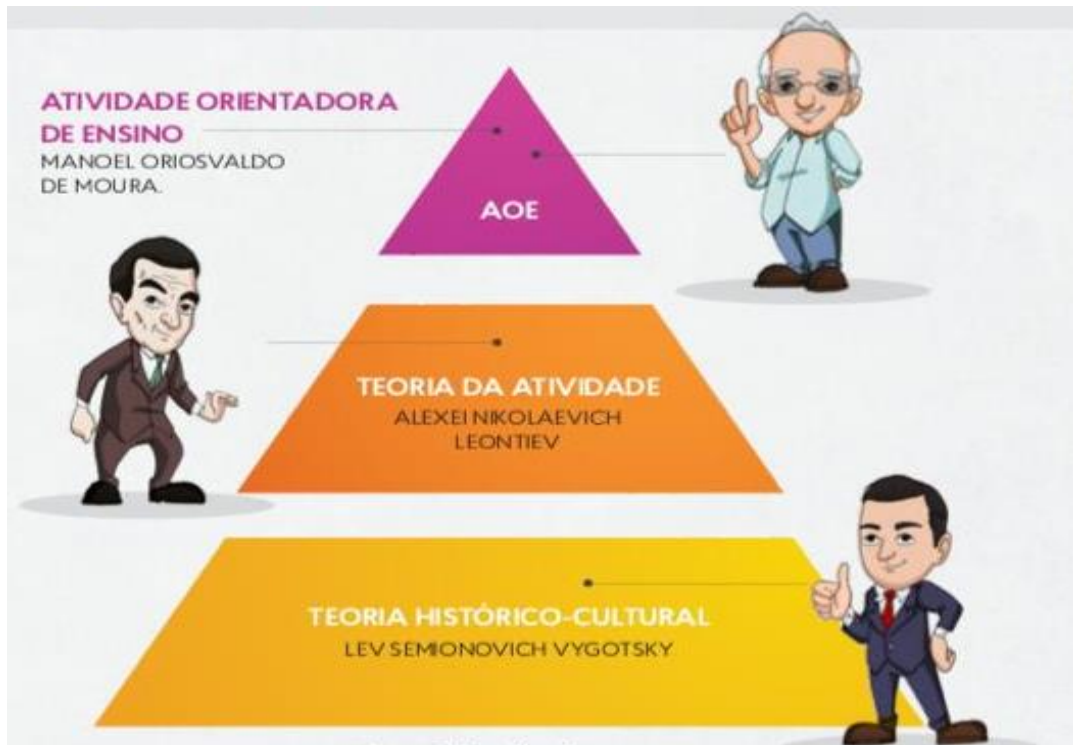 ATIVIDADE ORIENTADORA
DE ENSINO
MANOEL ORIOSVALDO
DE MOURA.
AOE
TEORIA DA ATIVIDADE
ALEXEI NIKOLAEVICH
LEONTIEV
TEORIA HISTÓRICO-CULTURAL
LEV SEMIONOVICH VYGOTSKY